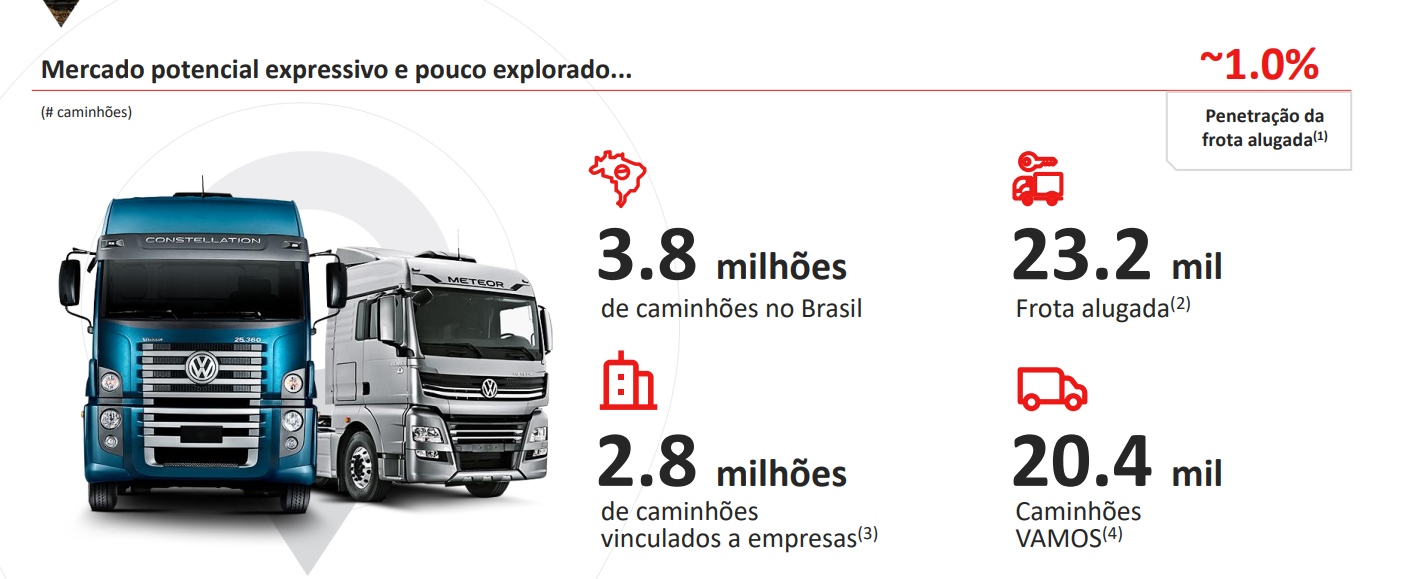 Mercado potencial expressivo e pouco explorado...
~1.0%
(# caminhões)
Penetração da
frota alugada(1)
CONSTELLATION
METEOR
25.360
3.8 milhões
de caminhões no Brasil
23.2 mil
Frota alugada(2)
2.8 milhões
de caminhões
vinculados a empresas(3)
20.4 mil
Caminhões
VAMOS(4)